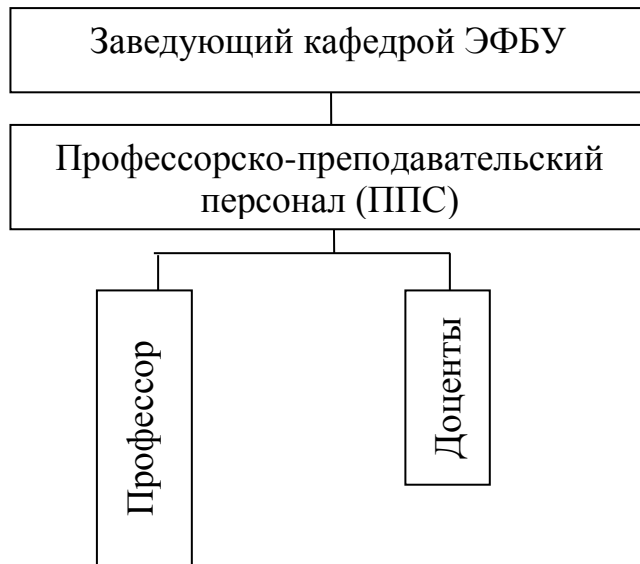 Заведующий кафедрой ЭФБУ
Профессорско-преподавательский
персонал (ППС)
Профессор
Доценты